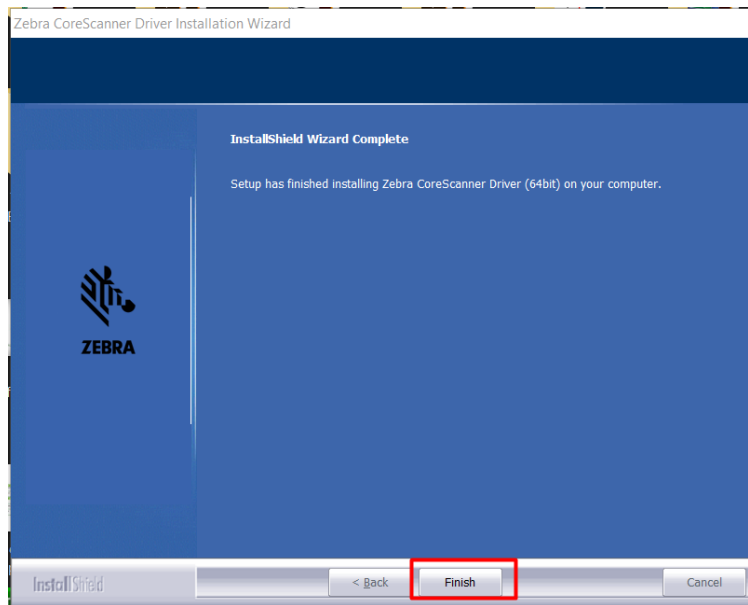 Zebra CoreScanner Driver Installation Wizard
InstallShield Wizard Complete
Setup has finished installing Zebra CoreScanner Driver (64bit) on your computer.
ZEBRA
InstallShield
< Back
Finish
Cancel